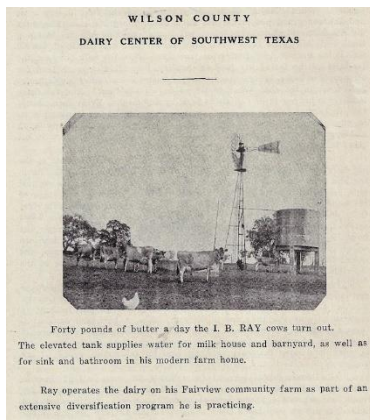 WILSON COUNTY
DAIRY CENTER OF SOUTHWEST TEXAS
Forty pounds of butter a day the I. B. RAY cows turn out.
The elevated tank supplies water for milk house and barnyard, as well as
for sink and bathroom in his modern farm home.
Ray operates the dairy on his Fairview community farm as part of an
extensive diversification program he is practicing.